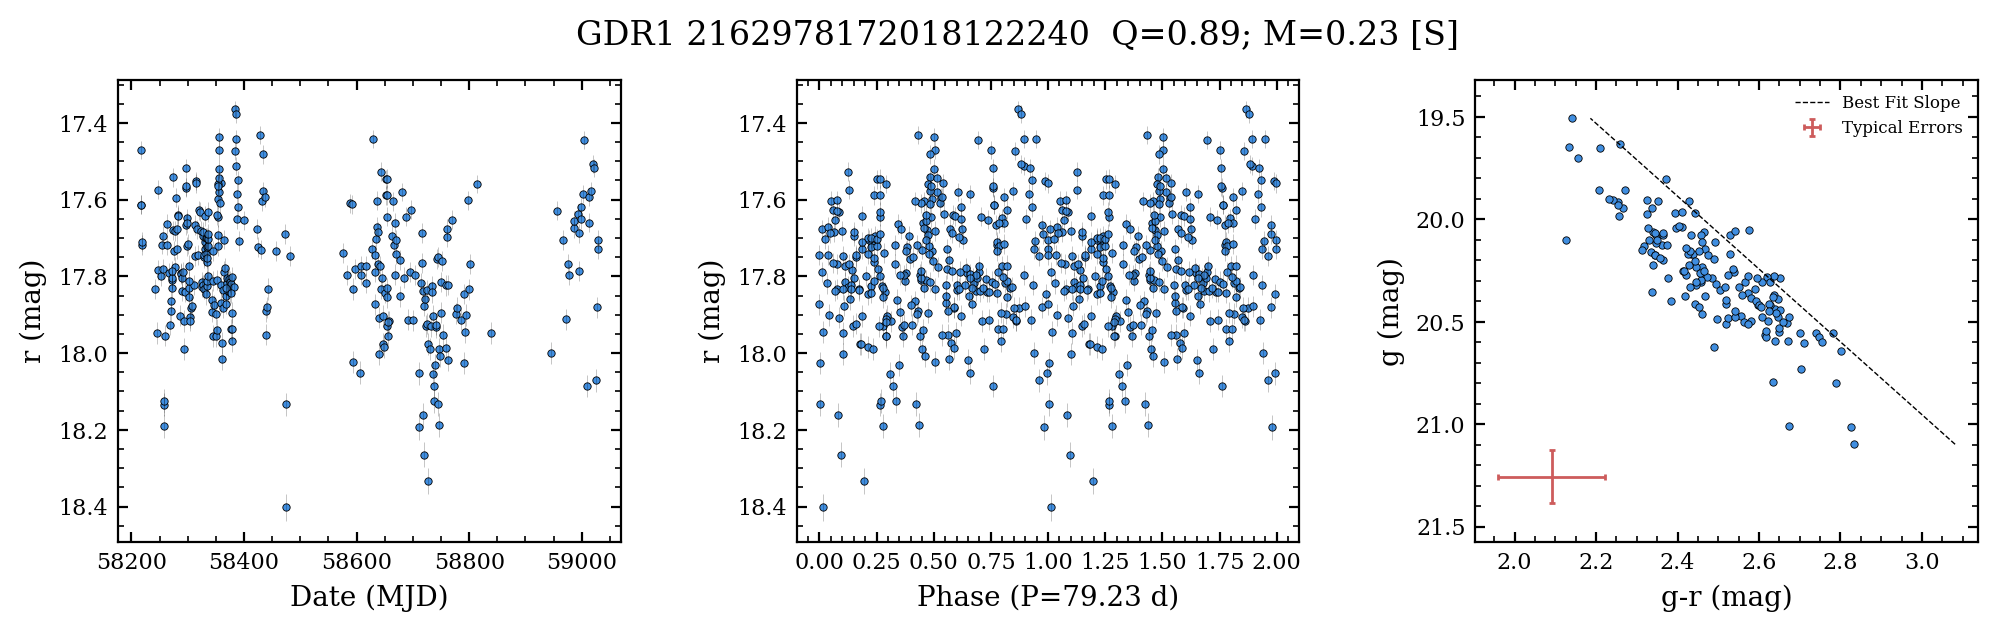 GDR1 2162978172018122240  Q=0.89; M=0.23 [S]
r (mag)
17.4
17.6
17.8
18.0
18.2
18.4
58200 58400 58600 58800 59000
Date (MJD)
r (mag)
17.4
17.6
17.8
18.0
18.2
18.4
0.00 0.25 0.50 0.75 1.00 1.25 1.50 1.75 2.00
Phase (P=79.23 d)
g (mag)
19.5
20.0
20.5
21.0
21.5
Best Fit Slope
Typical Errors
2.0 2.2 2.4 2.6 2.8 3.0
g-r (mag)